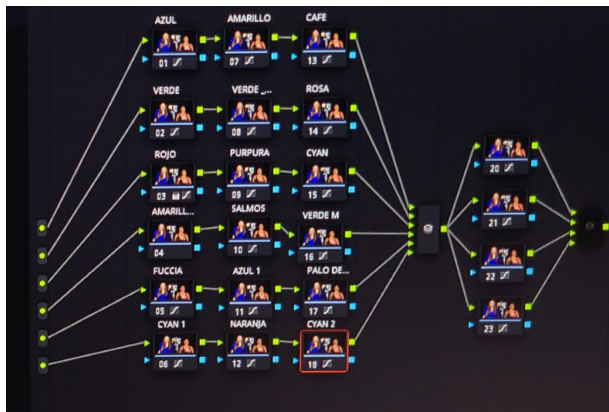 AZUL AMARILLO CAFE
01 07 13
VERDE VERDE _... ROSA
02 08 14
ROJO PURPURA CYAN
03 09 15
AMARILL... SALMOS VERDE M
04 10 16
FUCCIA AZUL 1 PALO DE...
05 11 17
CYAN 1 NARANJA CYAN 2
06 12 18
20
21
22
23